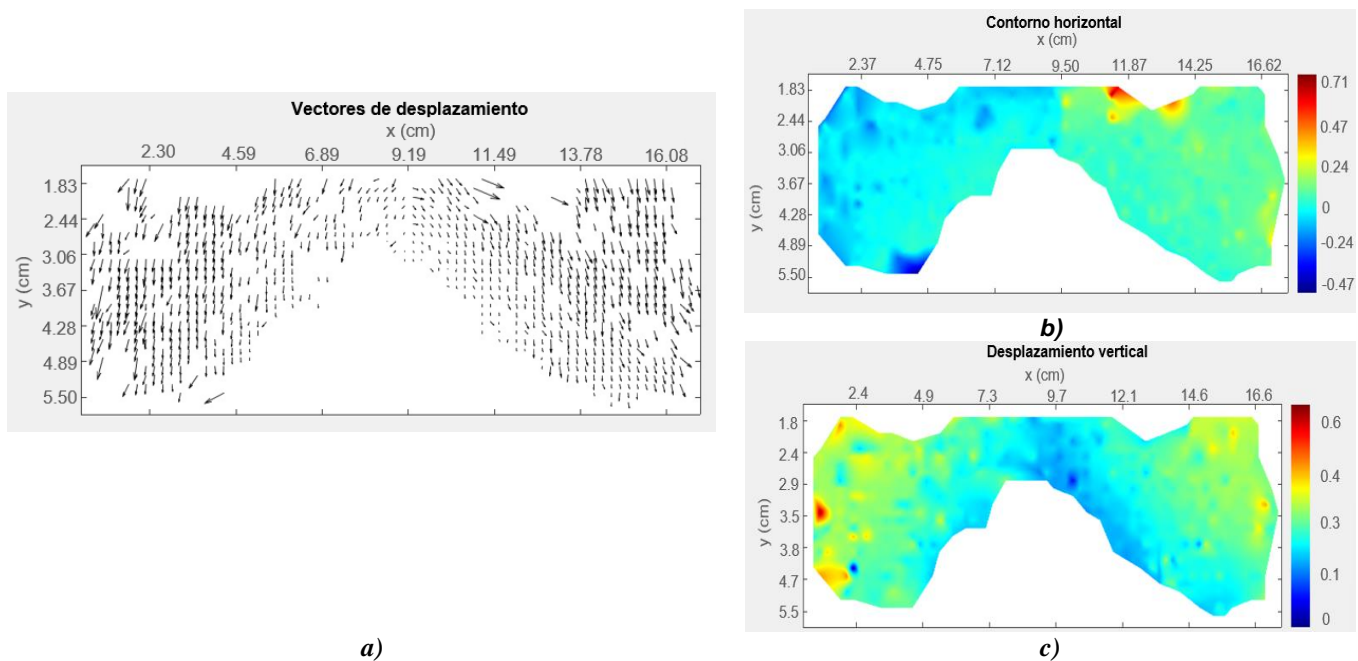 Vectores de desplazamiento
x (cm)
2.30 4.59 6.89 9.19 11.49 13.78 16.08
1.83
2.44
3.06
3.67
4.28
4.89
5.50
y (cm)
a)
Contorno horizontal
x (cm)
2.37 4.75 7.12 9.50 11.87 14.25 16.62
1.83
2.44
3.06
3.67
4.28
4.89
5.50
y (cm)
0.71
0.47
0.24
0
-0.24
-0.47
b)
Desplazamiento vertical
x (cm)
2.4 4.9 7.3 9.7 12.1 14.6 16.6
1.8
2.4
2.9
3.5
3.8
4.7
5.5
y (cm)
0.6
0.4
0.3
0.1
0
c)